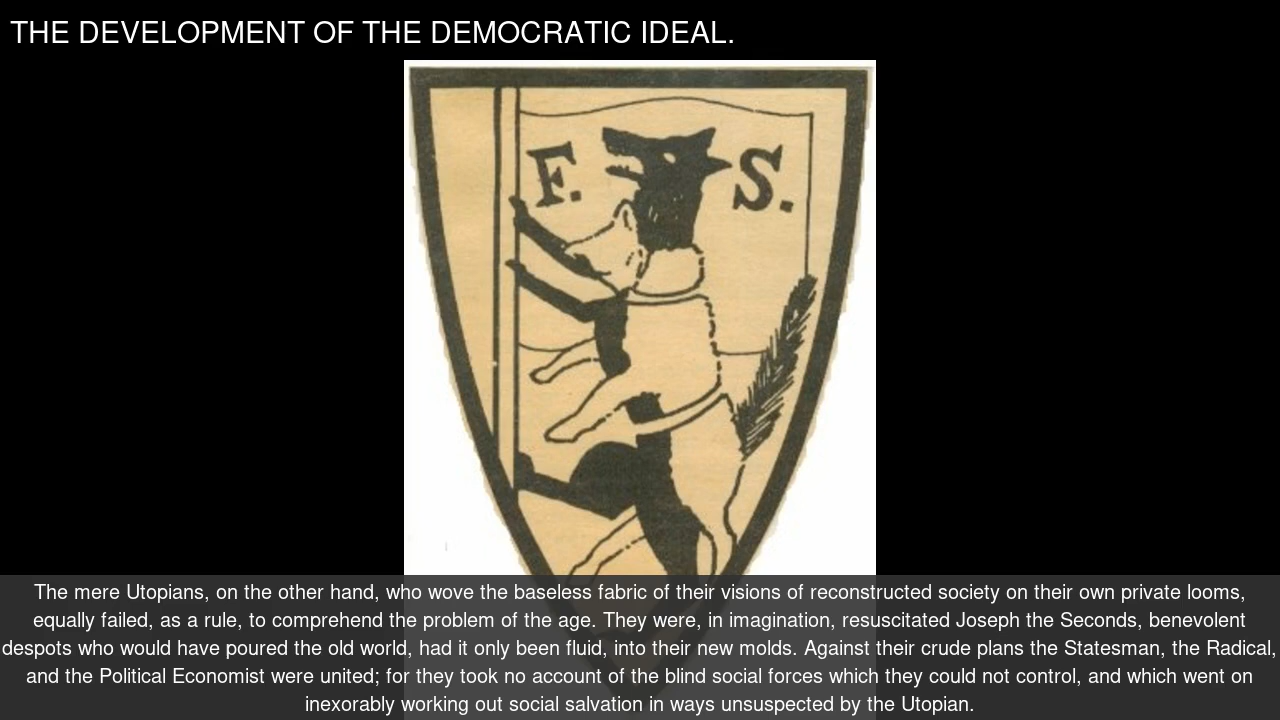 THE DEVELOPMENT OF THE DEMOCRATIC IDEAL.
F. S.
The mere Utopians, on the other hand, who wove the baseless fabric of their visions of reconstructed society on their own private looms,
equally failed, as a rule, to comprehend the problem of the age. They were, in imagination, resuscitated Joseph the Seconds, benevolent
despots who would have poured the old world, had it only been fluid, into their new molds. Against their crude plans the Statesman, the Radical,
and the Political Economist were united; for they took no account of the blind social forces which they could not control, and which went on
inexorably working out social salvation in ways unsuspected by the Utopian.